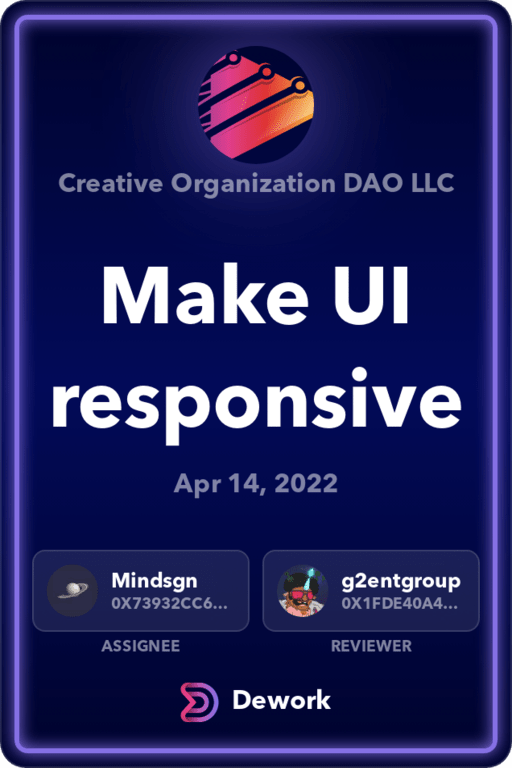 Creative Organization DAO LLC
Make UI
responsive
Apr 14, 2022
Mindsgn
0X73932CC6...
ASSIGNEE
g2entgroup
0X1FDE40A4...
REVIEWER
Dework